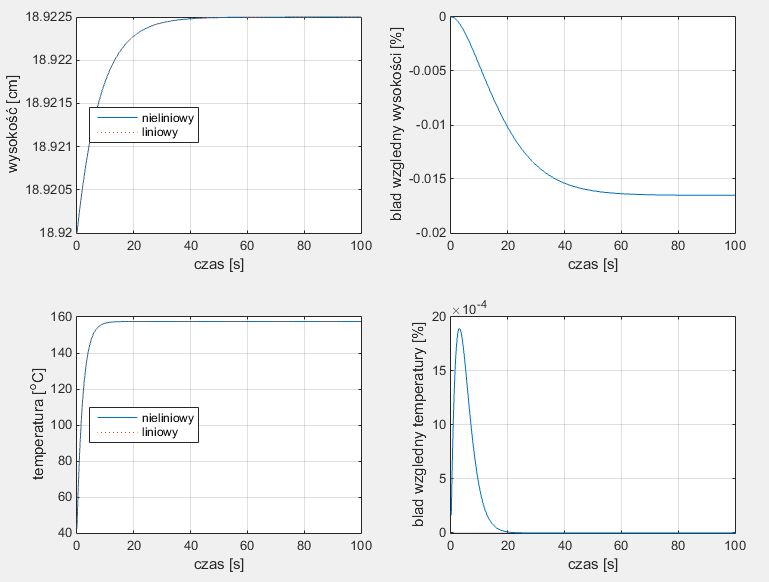 18.9225
18.922
18.9215
18.921
18.9205
18.92
wysokość [cm]
nieliniowy
liniowy
0 20 40 60 80 100
czas [s]
0
-0.005
-0.01
-0.015
-0.02
blad wzgledny wysokości [%]
0 20 40 60 80 100
czas [s]
160
140
120
100
80
60
40
temperatura [°C]
nieliniowy
liniowy
0 20 40 60 80 100
czas [s]
×10⁻⁴
20
15
10
5
0
blad wzgledny temperatury [%]
0 20 40 60 80 100
czas [s]